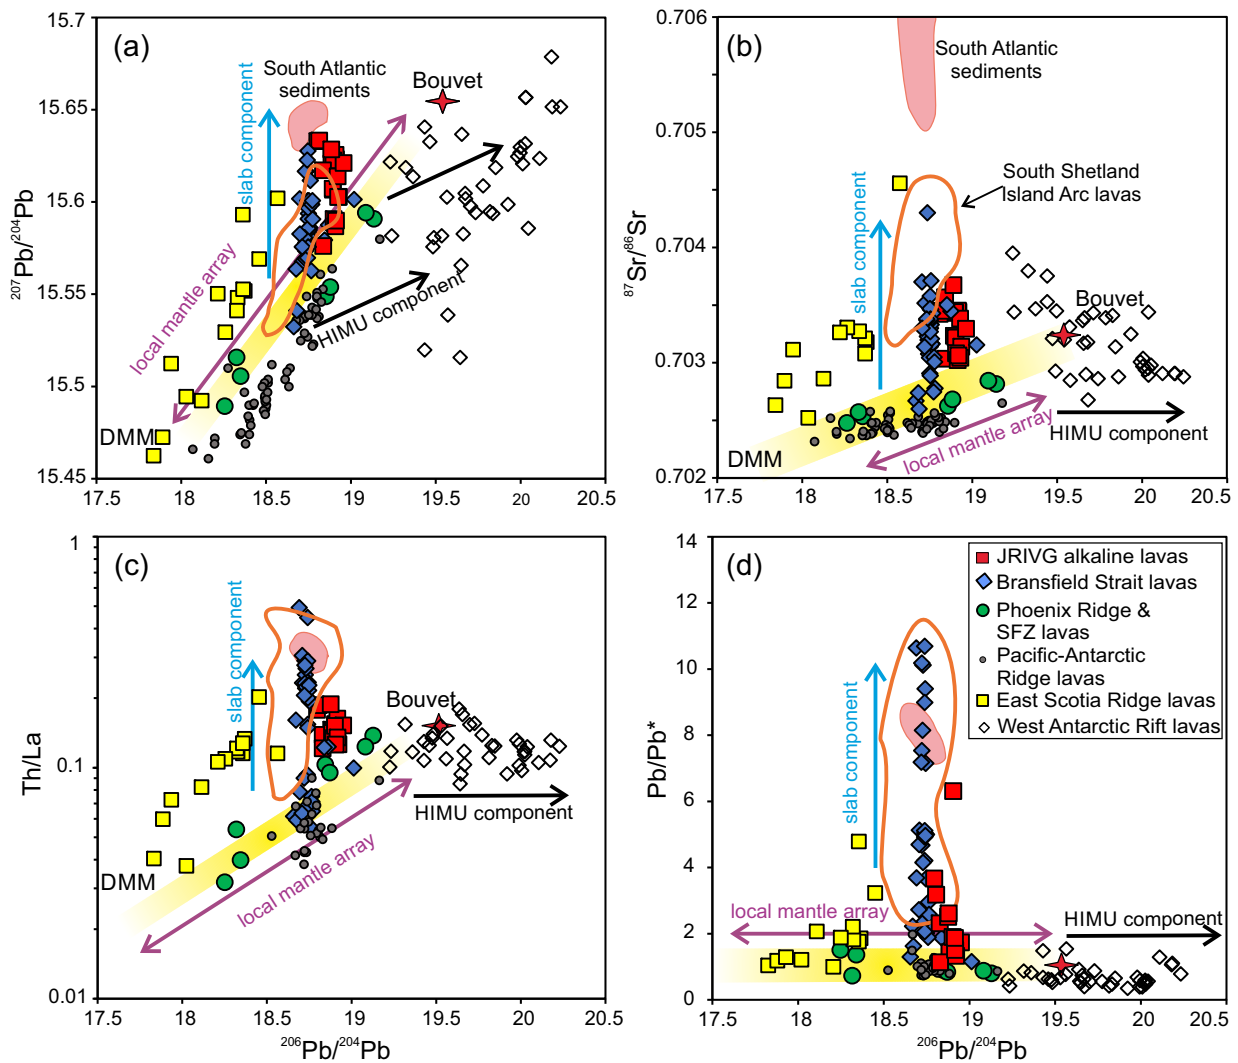 (a)
15.7
15.65
15.6
15.55
15.5
15.45
207Pb/204Pb
South Atlantic
sediments
Bouvet
slab component
local mantle array
HIMU component
DMM
17.5 18 18.5 19 19.5 20 20.5
(b)
0.706
0.705
0.704
0.703
0.702
87Sr/86Sr
South Atlantic
sediments
South Shetland
Island Arc lavas
slab component
Bouvet
local mantle array
HIMU component
DMM
17.5 18 18.5 19 19.5 20 20.5
(c)
1
0.1
0.01
Th/La
slab component
Bouvet
HIMU component
local mantle array
DMM
17.5 18 18.5 19 19.5 20 20.5
206Pb/204Pb
(d)
14
12
10
8
6
4
2
0
Pb/Pb*
JRIVG alkaline lavas
Bransfield Strait lavas
Phoenix Ridge &
SFZ lavas
Pacific-Antarctic
Ridge lavas
East Scotia Ridge lavas
West Antarctic Rift lavas
slab component
local mantle array
HIMU component
17.5 18 18.5 19 19.5 20 20.5
206Pb/204Pb